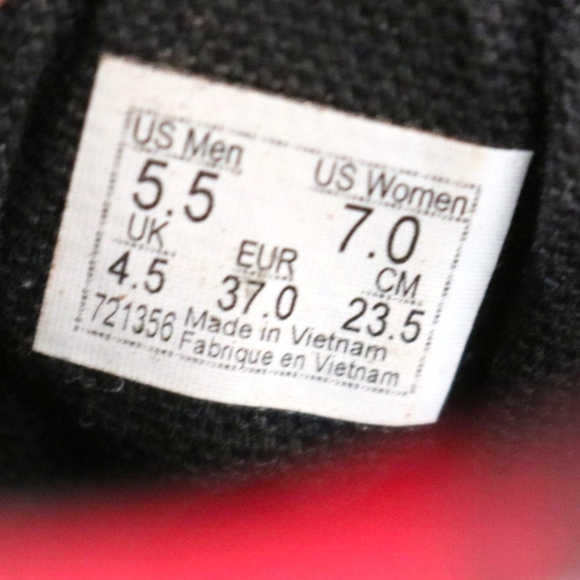 US Men US Women
5.5 7.0
UK EUR CM
4.5 37.0 23.5
721356 Made in Vietnam
Fabrique en Vietnam